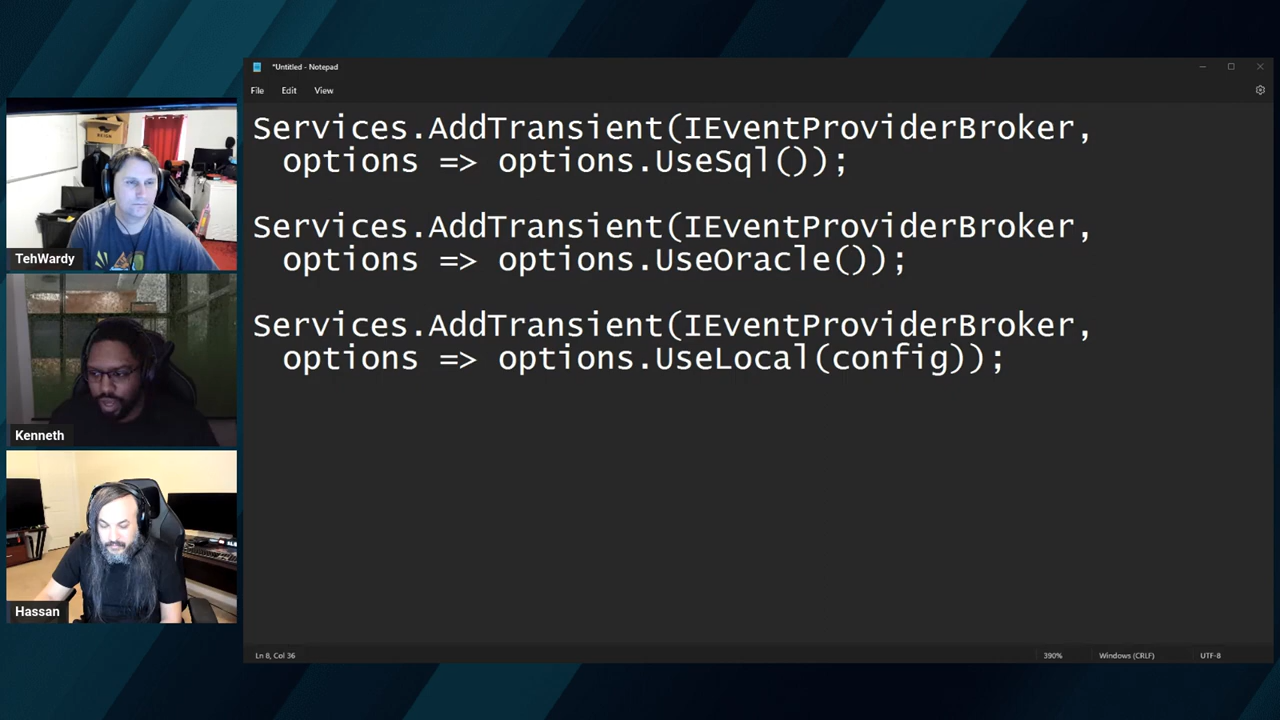 *Untitled - Notepad
File Edit View
Services.AddTransient(IEventProviderBroker,
options => options.UseSql());
Services.AddTransient(IEventProviderBroker,
options => options.UseOracle());
Services.AddTransient(IEventProviderBroker,
options => options.UseLocal(config));
TehWardy
Kenneth
Hassan
Ln 8, Col 36
390%
Windows (CRLF)
UTF-8